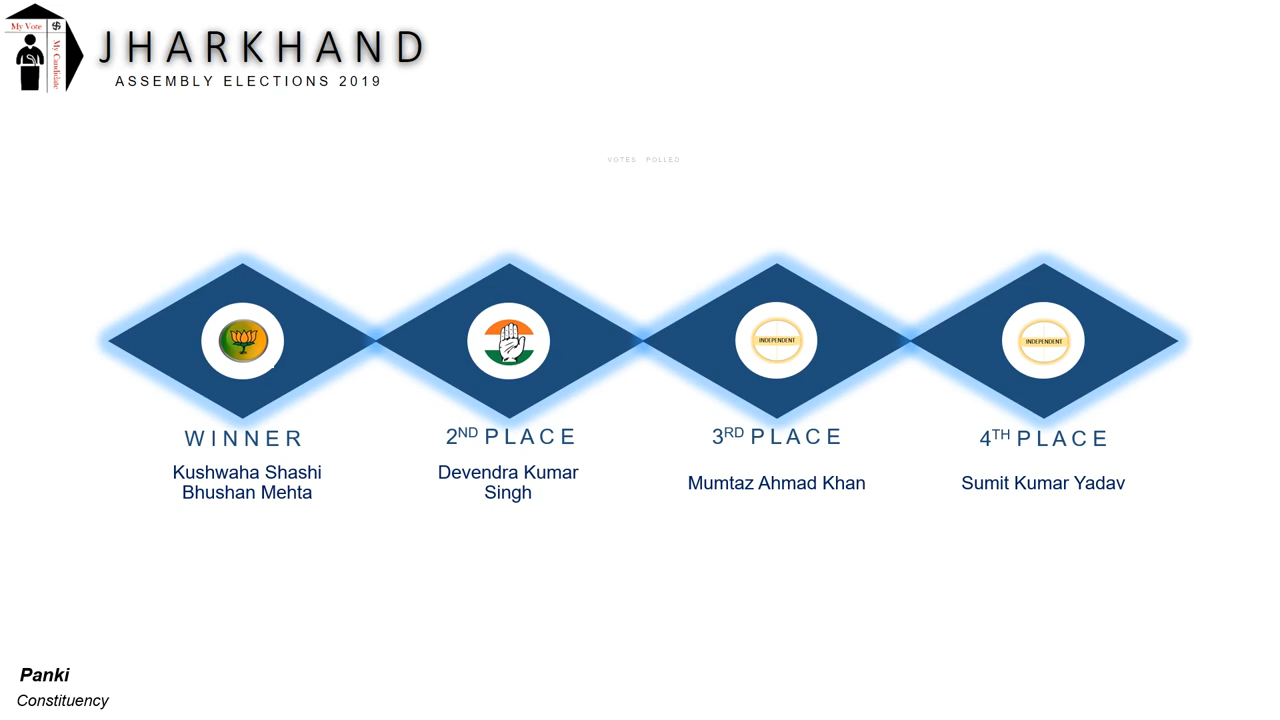 My Vote
My Candidate
JHARKHAND
ASSEMBLY ELECTIONS 2019
VOTES POLLED
INDEPENDENT
INDEPENDENT
WINNER
2ND PLACE
3RD PLACE
4TH PLACE
Kushwaha Shashi
Bhushan Mehta
Devendra Kumar
Singh
Mumtaz Ahmad Khan
Sumit Kumar Yadav
Panki
Constituency